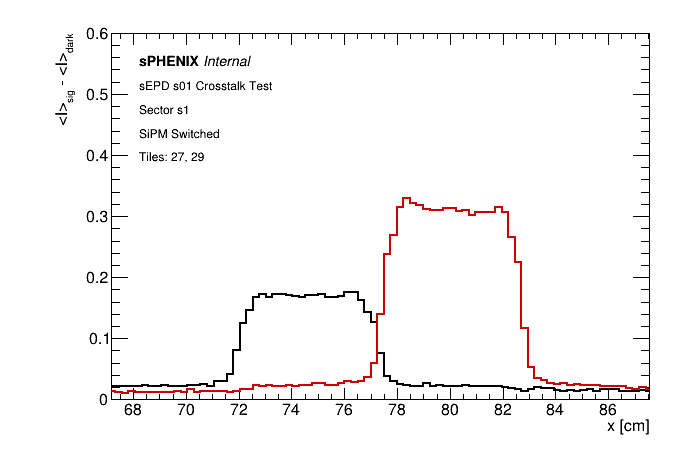 0.6
0.5
0.4
0.3
0.2
0.1
0
<I>sig - <I>dark
sPHENIX Internal
sEPD s01 Crosstalk Test
Sector s1
SiPM Switched
Tiles: 27, 29
68 70 72 74 76 78 80 82 84 86
x [cm]